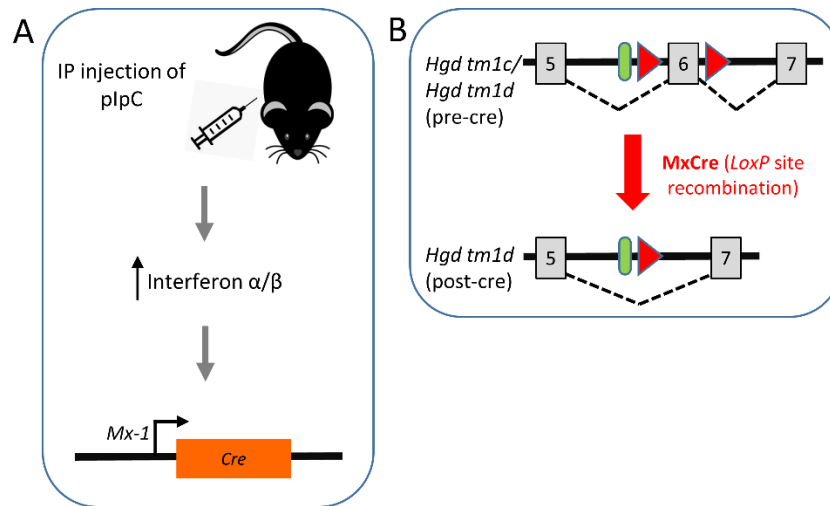 A
IP injection of
pIpC
Interferon α/β
Mx-1
Cre
B
Hgd tm1c/
Hgd tm1d
(pre-cre)
5
6
7
MxCre (LoxP site
recombination)
Hgd tm1d
(post-cre)
5
7